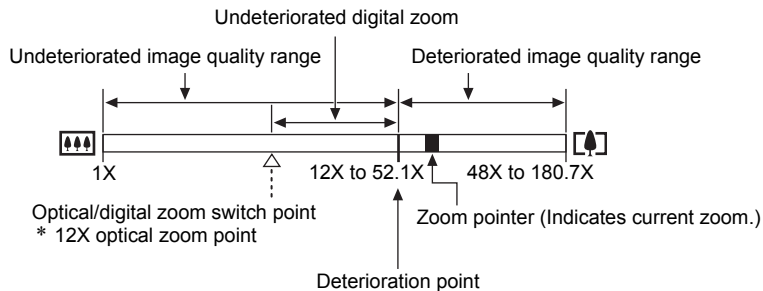 Undeteriorated digital zoom
Undeteriorated image quality range
Deteriorated image quality range
1X
12X to 52.1X
48X to 180.7X
Optical/digital zoom switch point
* 12X optical zoom point
Zoom pointer (Indicates current zoom.)
Deterioration point